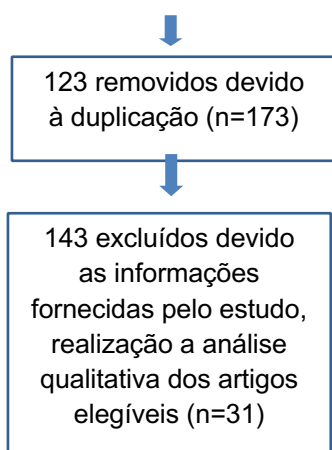 123 removidos devido
à duplicação (n=173)
143 excluídos devido
as informações
fornecidas pelo estudo,
realização a análise
qualitativa dos artigos
elegíveis (n=31)